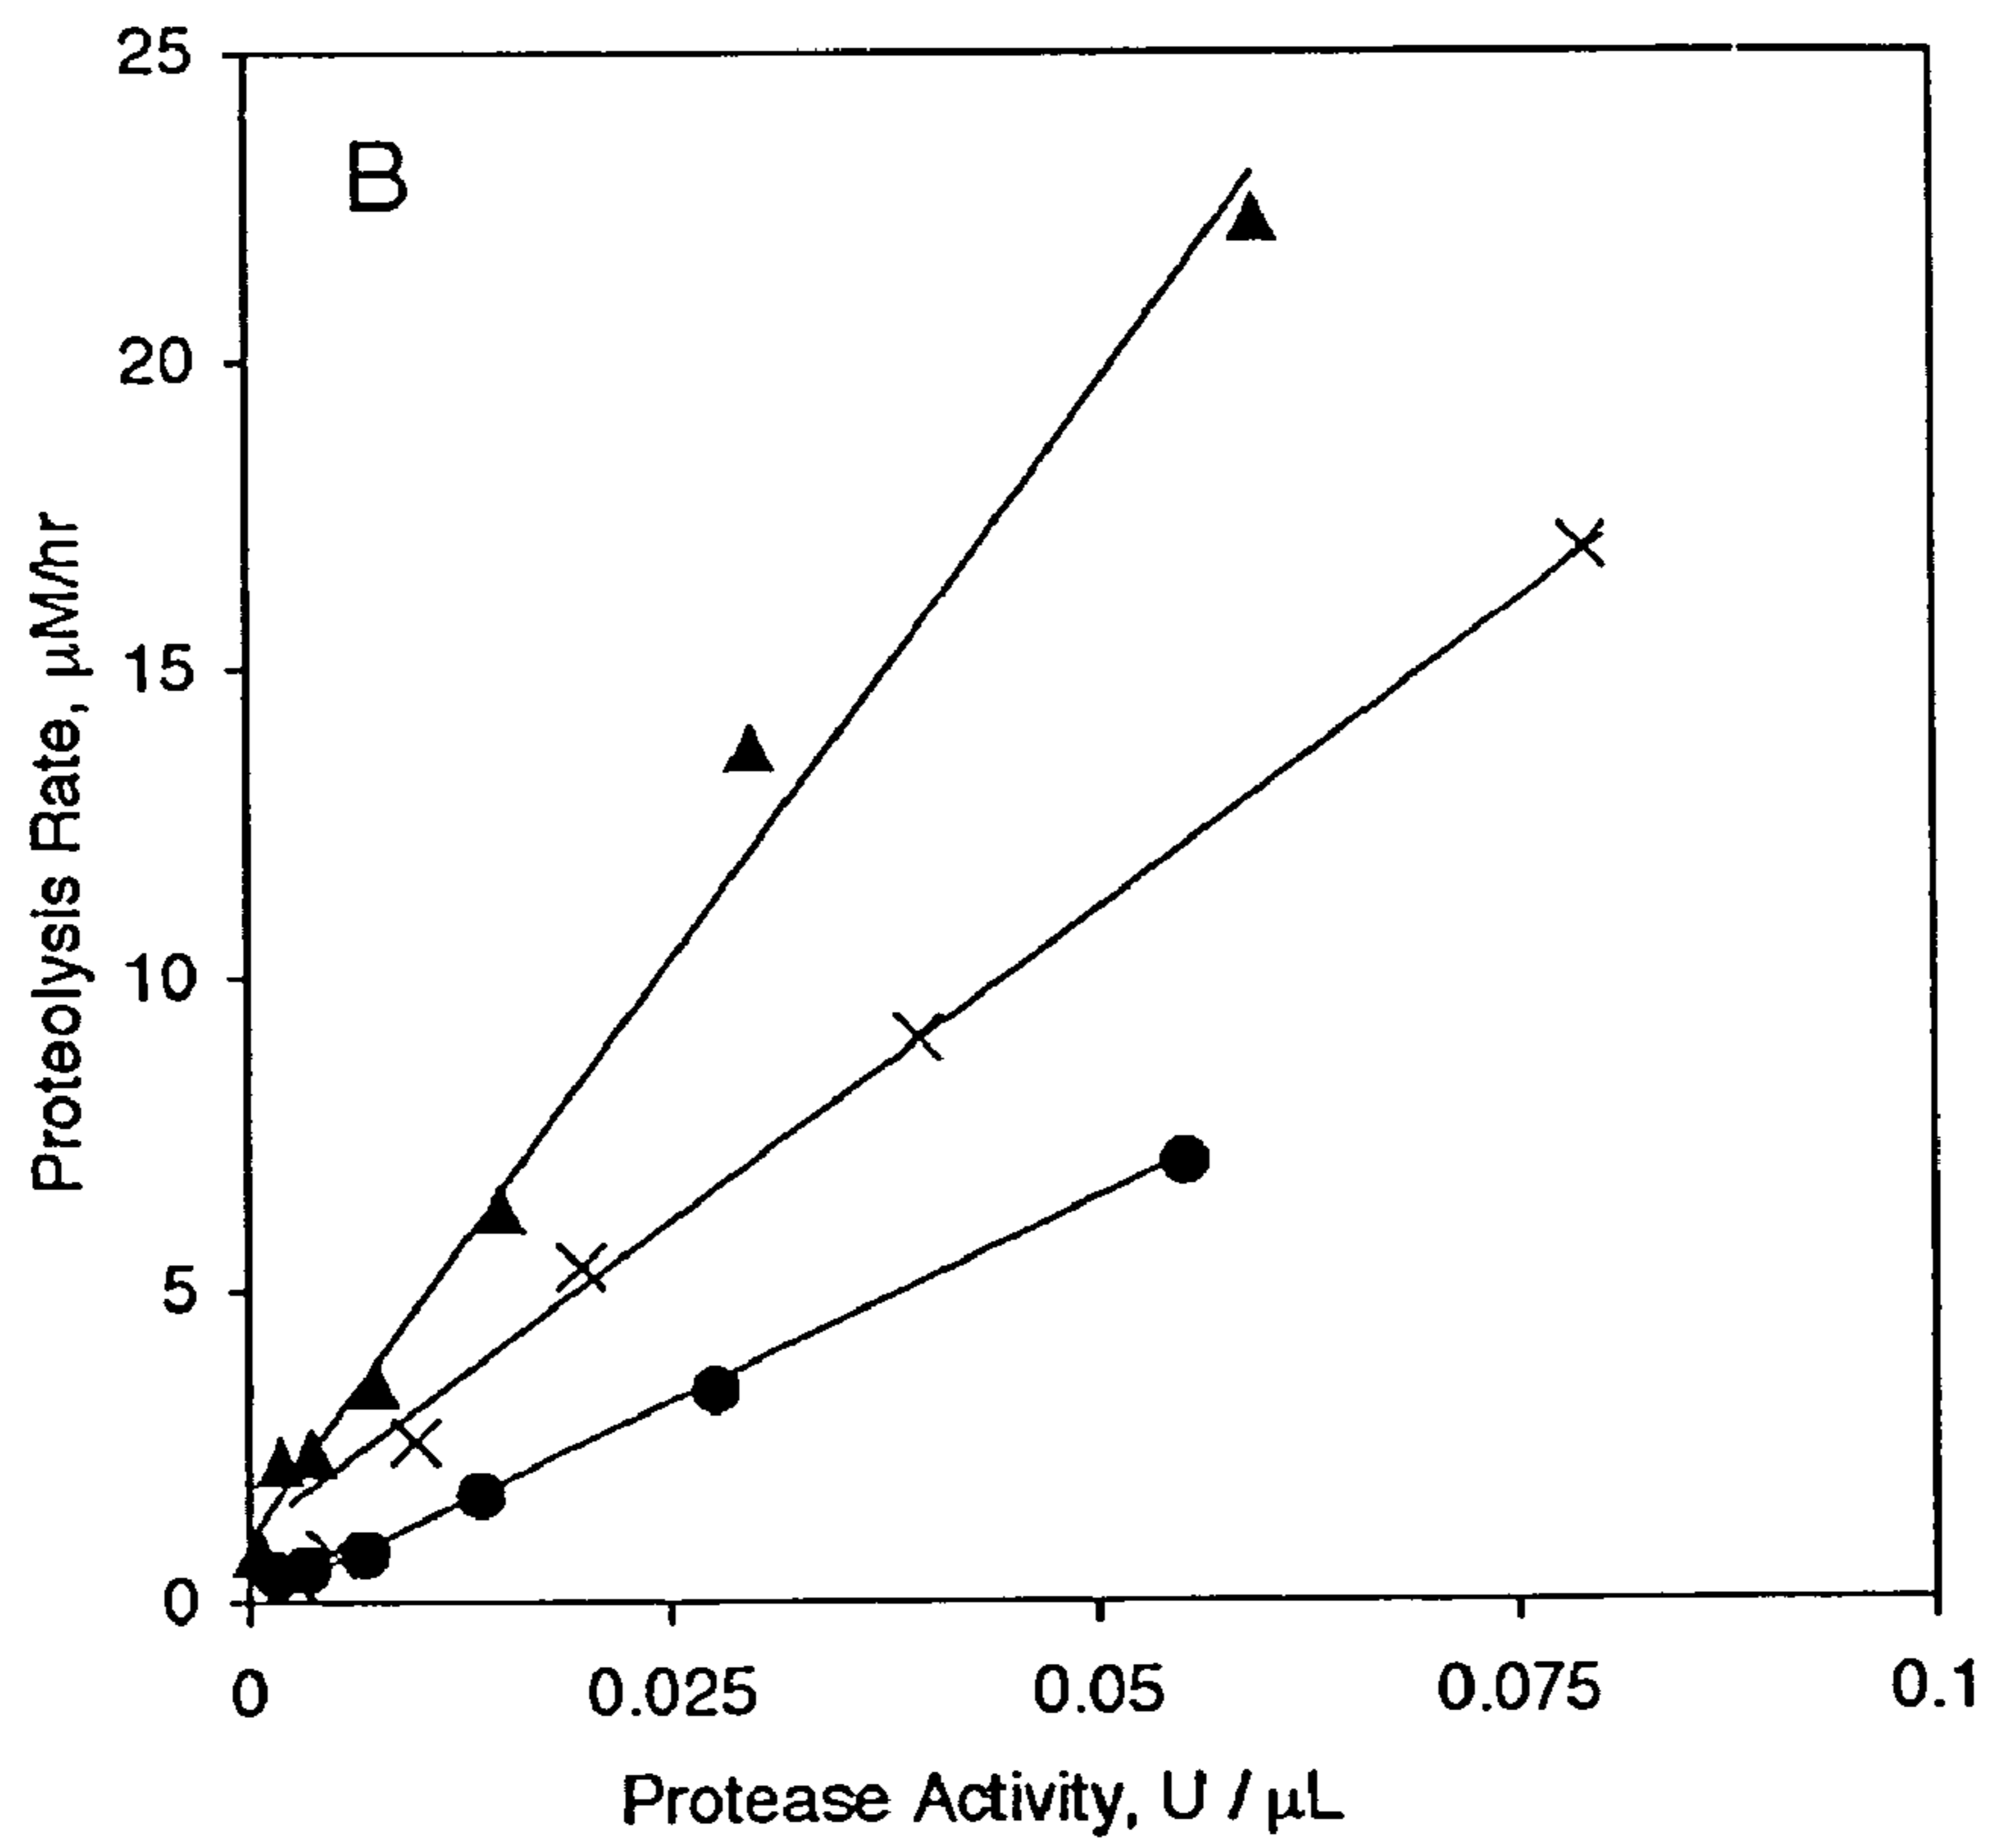 25
B
20
15
10
5
0
Proteolysis Rate, µM/hr
0 0.025 0.05 0.075 0.1
Protease Activity, U / µL